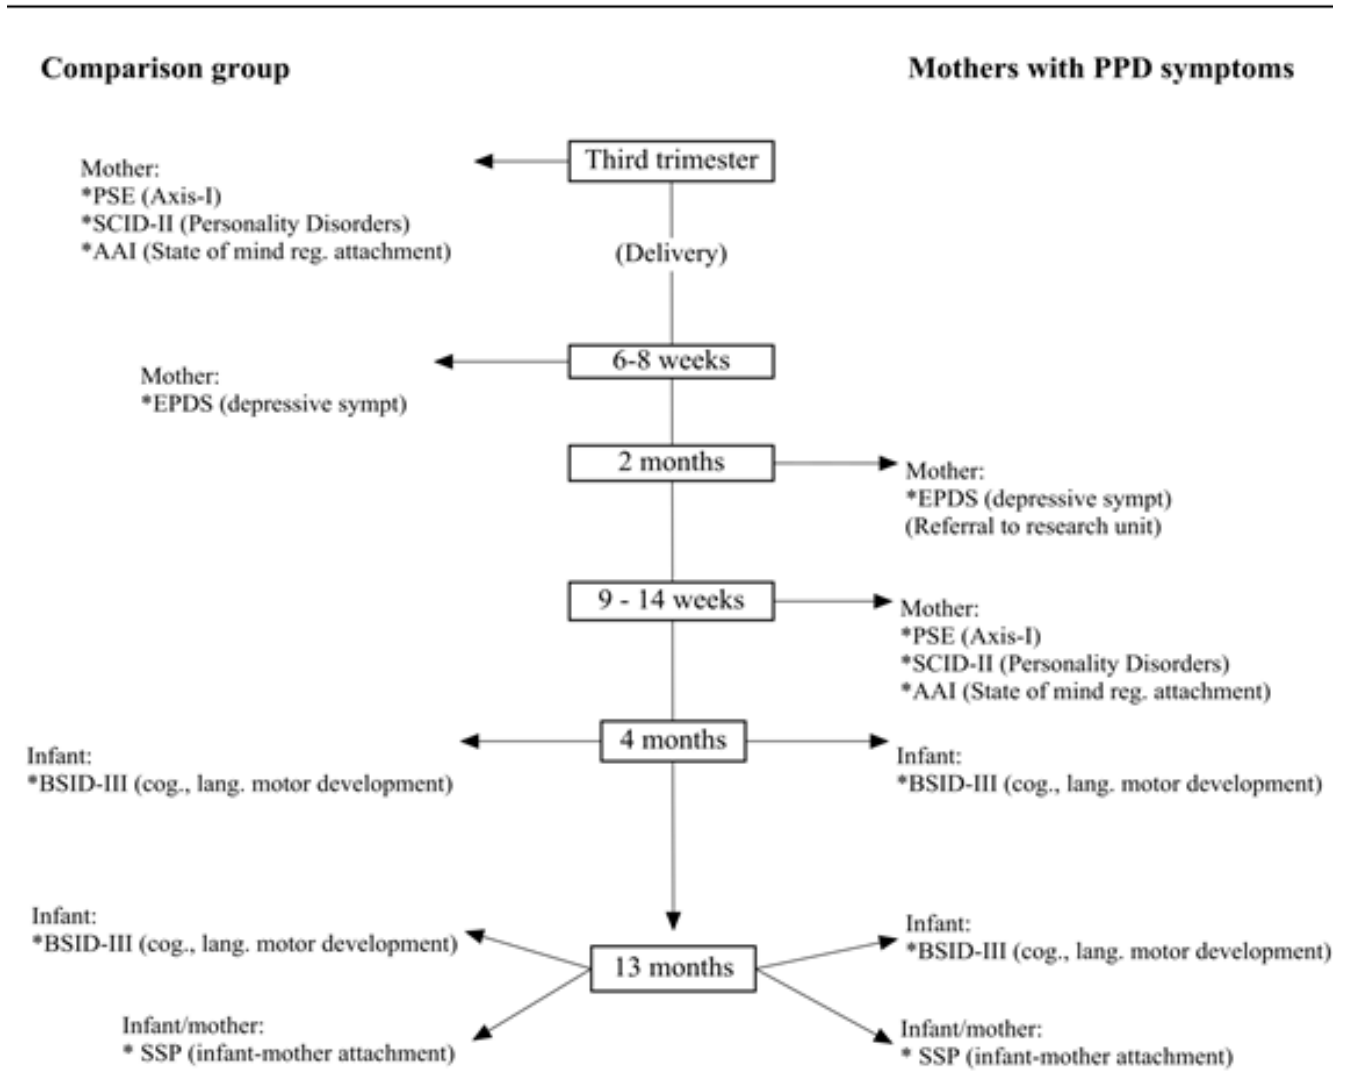 Comparison group
Mothers with PPD symptoms
Third trimester
Mother:
*PSE (Axis-I)
*SCID-II (Personality Disorders)
*AAI (State of mind reg. attachment)
(Delivery)
6-8 weeks
Mother:
*EPDS (depressive sympt)
2 months
Mother:
*EPDS (depressive sympt)
(Referral to research unit)
9 - 14 weeks
Mother:
*PSE (Axis-I)
*SCID-II (Personality Disorders)
*AAI (State of mind reg. attachment)
4 months
Infant:
*BSID-III (cog., lang. motor development)
Infant:
*BSID-III (cog., lang. motor development)
13 months
Infant:
*BSID-III (cog., lang. motor development)
Infant/mother:
* SSP (infant-mother attachment)
Infant:
*BSID-III (cog., lang. motor development)
Infant/mother:
* SSP (infant-mother attachment)